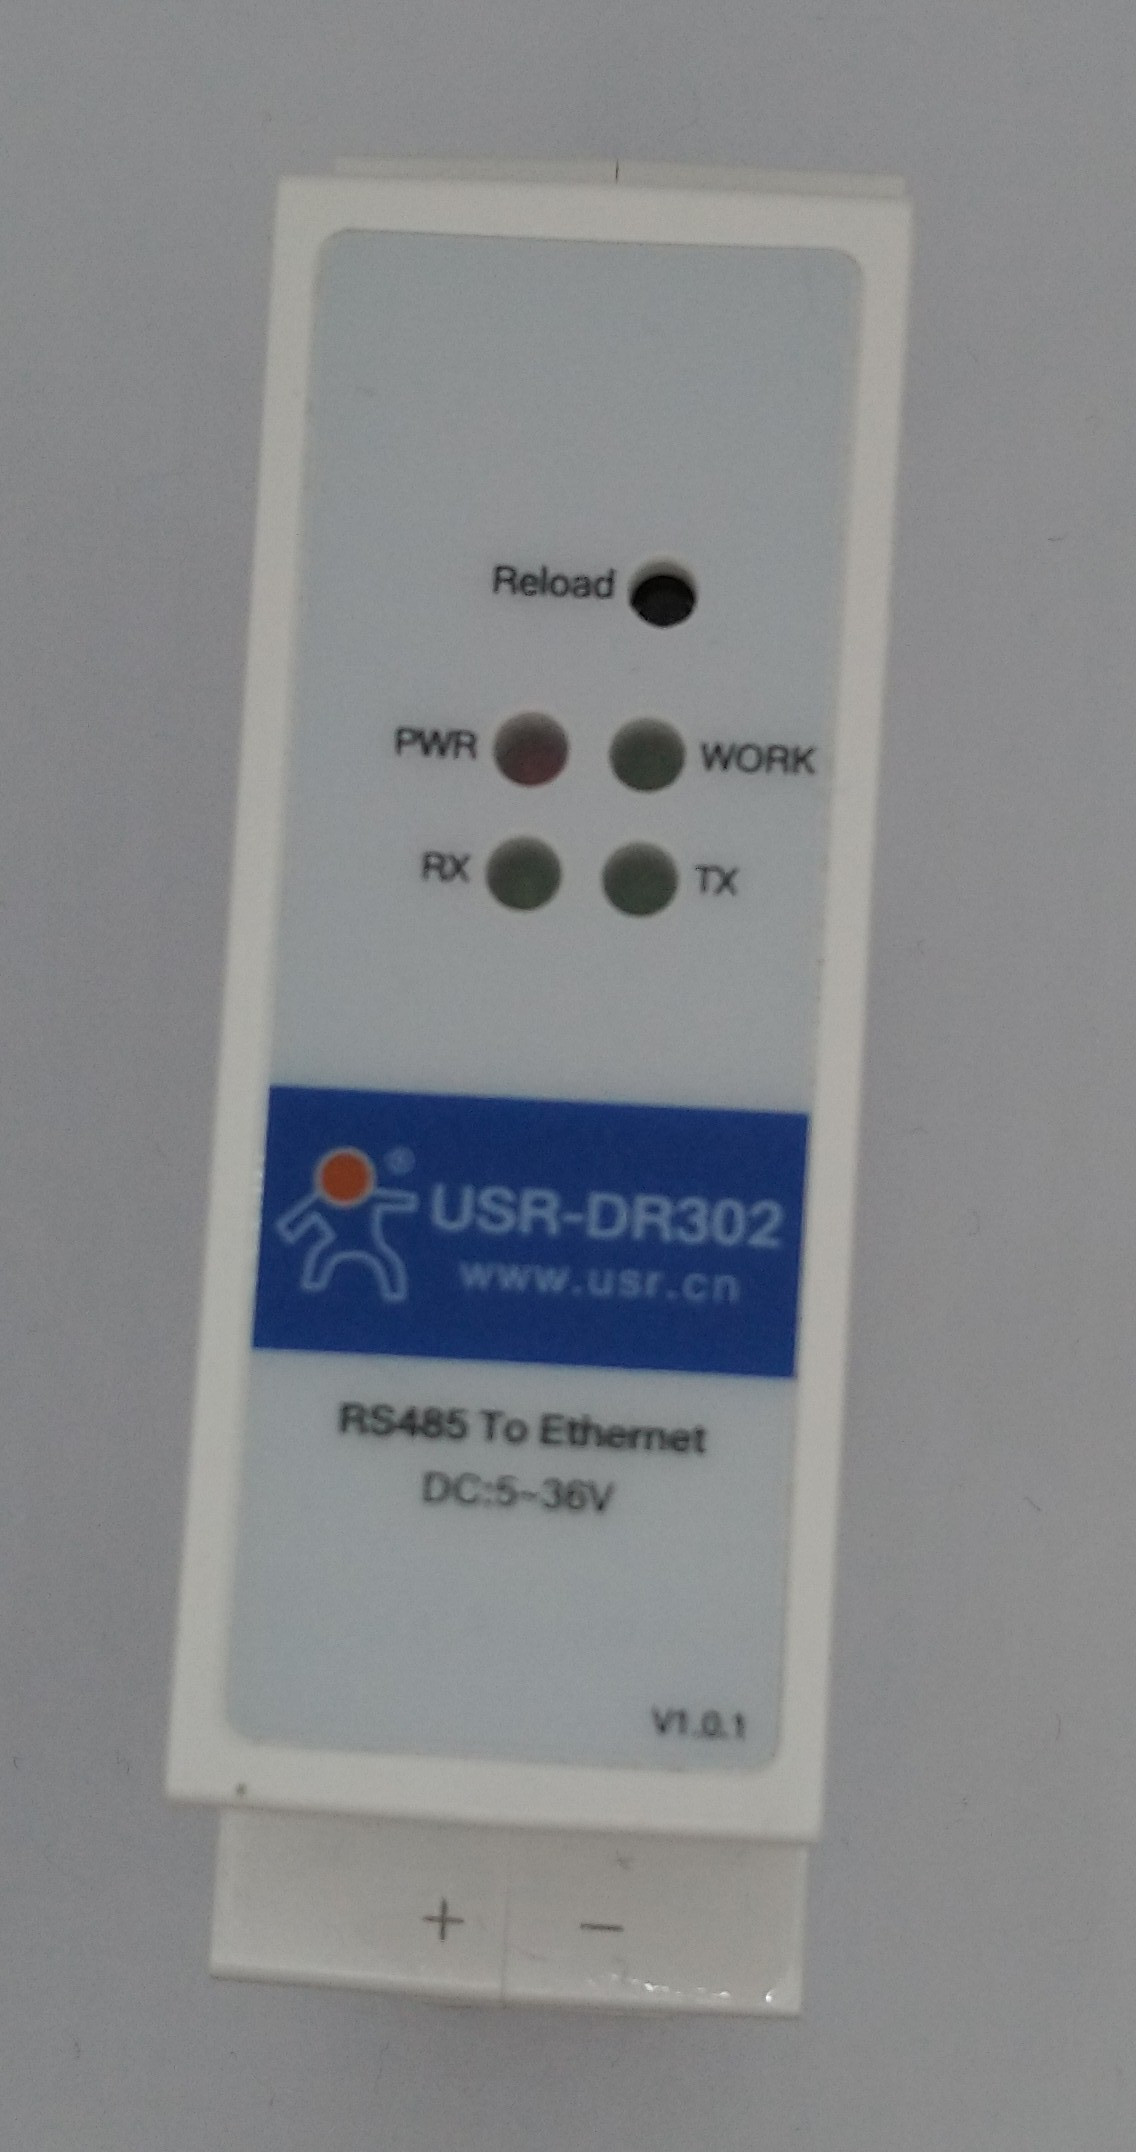 Reload
PWR WORK
RX TX
® USR-DR302
www.usr.cn
RS485 To Ethernet
DC:5~36V
V1.0.1
+ −